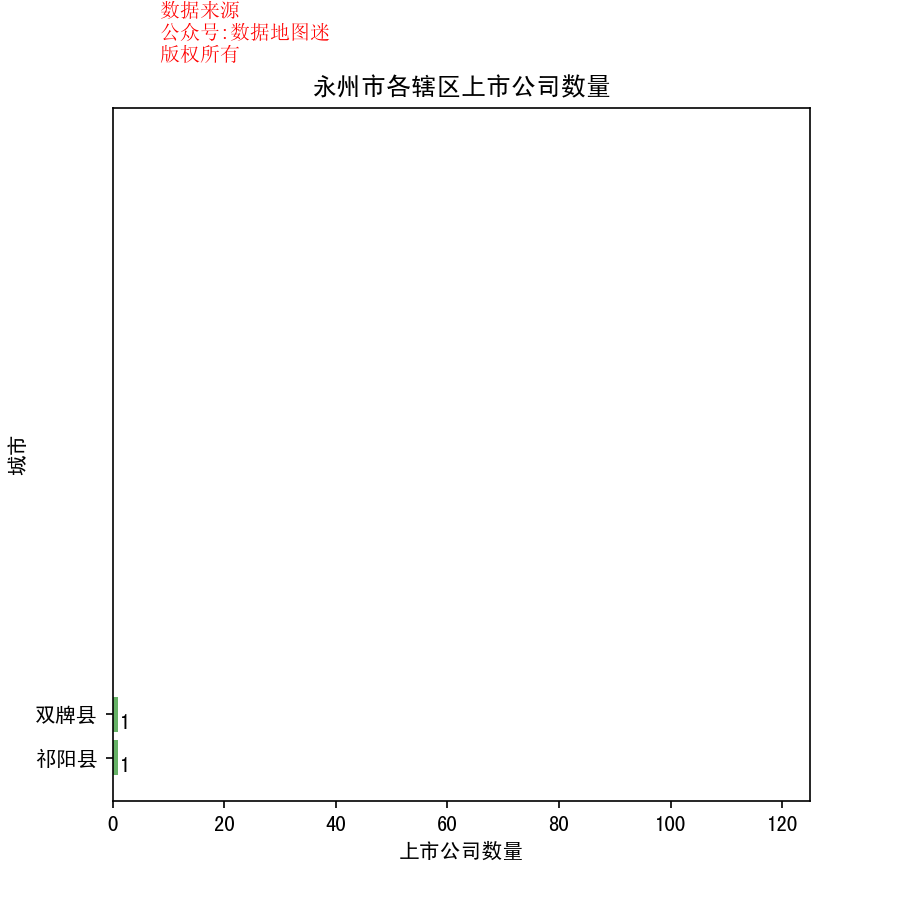 数据来源
公众号:数据地图迷
版权所有
永州市各辖区上市公司数量
城市
双牌县 1
祁阳县 1
0 20 40 60 80 100 120
上市公司数量